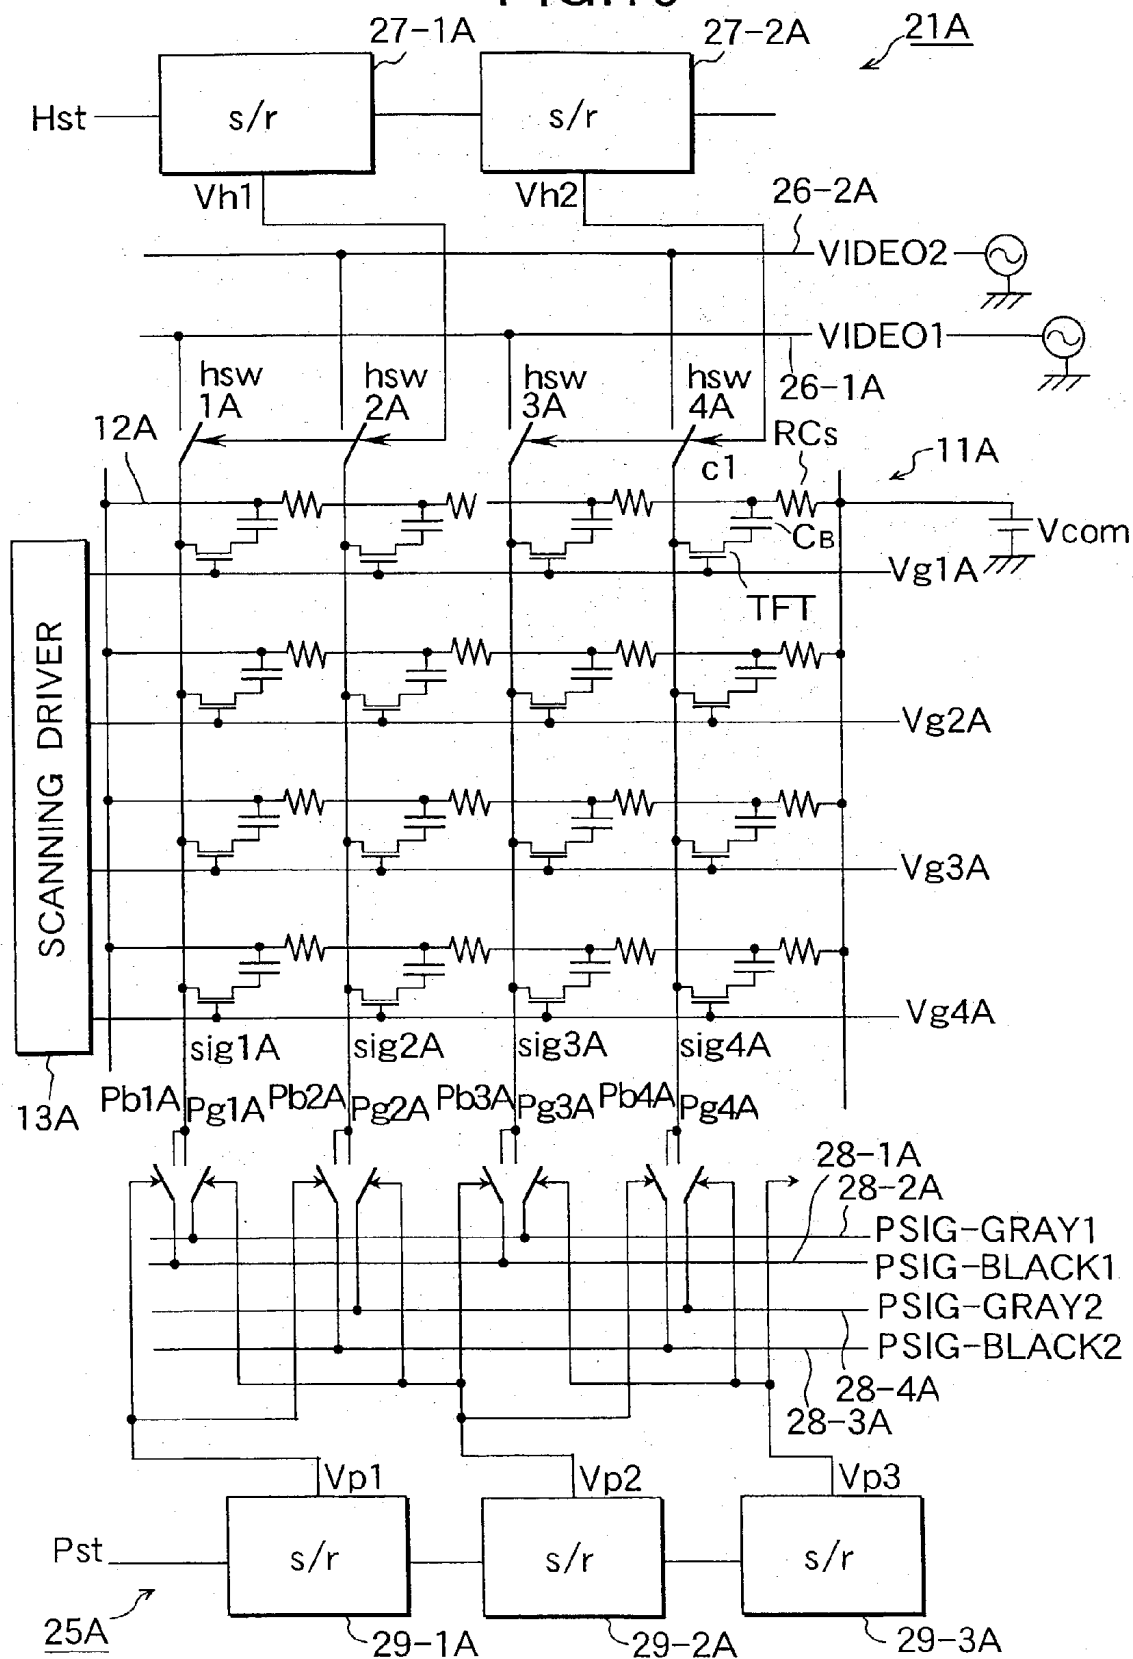 27-1A
27-2A
21A
Hst
s/r
s/r
Vh1
Vh2
26-2A
VIDEO2
VIDEO1
26-1A
hsw
1A
hsw
2A
hsw
3A
hsw
4A
12A
RCs
c1
11A
CB
Vcom
Vg1A
TFT
SCANNING DRIVER
Vg2A
Vg3A
Vg4A
sig1A
sig2A
sig3A
sig4A
13A
Pb1A
Pg1A
Pb2A
Pg2A
Pb3A
Pg3A
Pb4A
Pg4A
28-1A
28-2A
PSIG-GRAY1
PSIG-BLACK1
PSIG-GRAY2
PSIG-BLACK2
28-4A
28-3A
Vp1
Vp2
Vp3
Pst
s/r
s/r
s/r
25A
29-1A
29-2A
29-3A